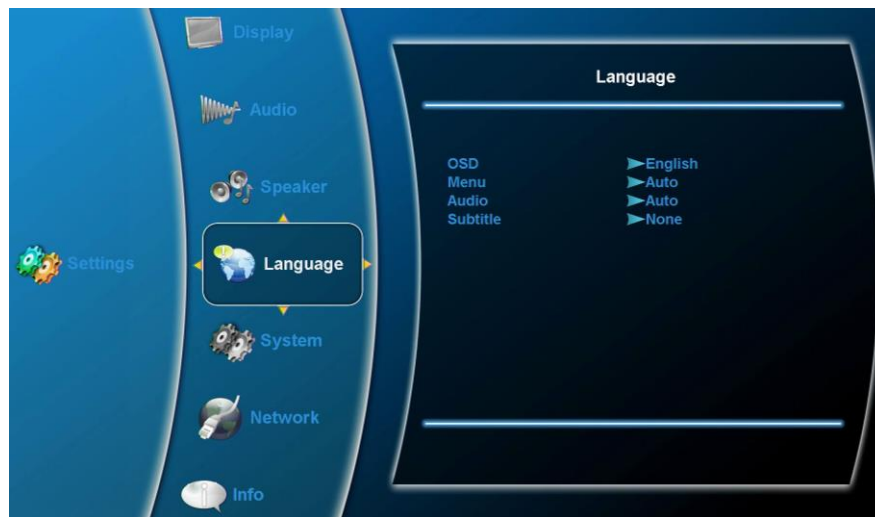 Settings
Display
Audio
Speaker
Language
System
Network
Info
Language
OSD English
Menu Auto
Audio Auto
Subtitle None